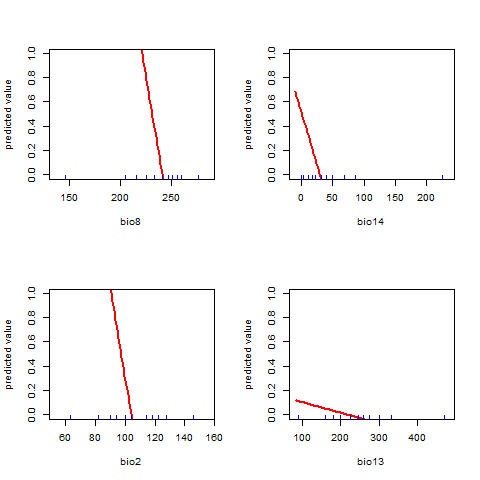 predicted value
0.0 0.2 0.4 0.6 0.8 1.0
150 200 250
bio8
predicted value
0.0 0.2 0.4 0.6 0.8 1.0
0 50 100 150 200
bio14
predicted value
0.0 0.2 0.4 0.6 0.8 1.0
60 80 100 120 140 160
bio2
predicted value
0.0 0.2 0.4 0.6 0.8 1.0
100 200 300 400
bio13